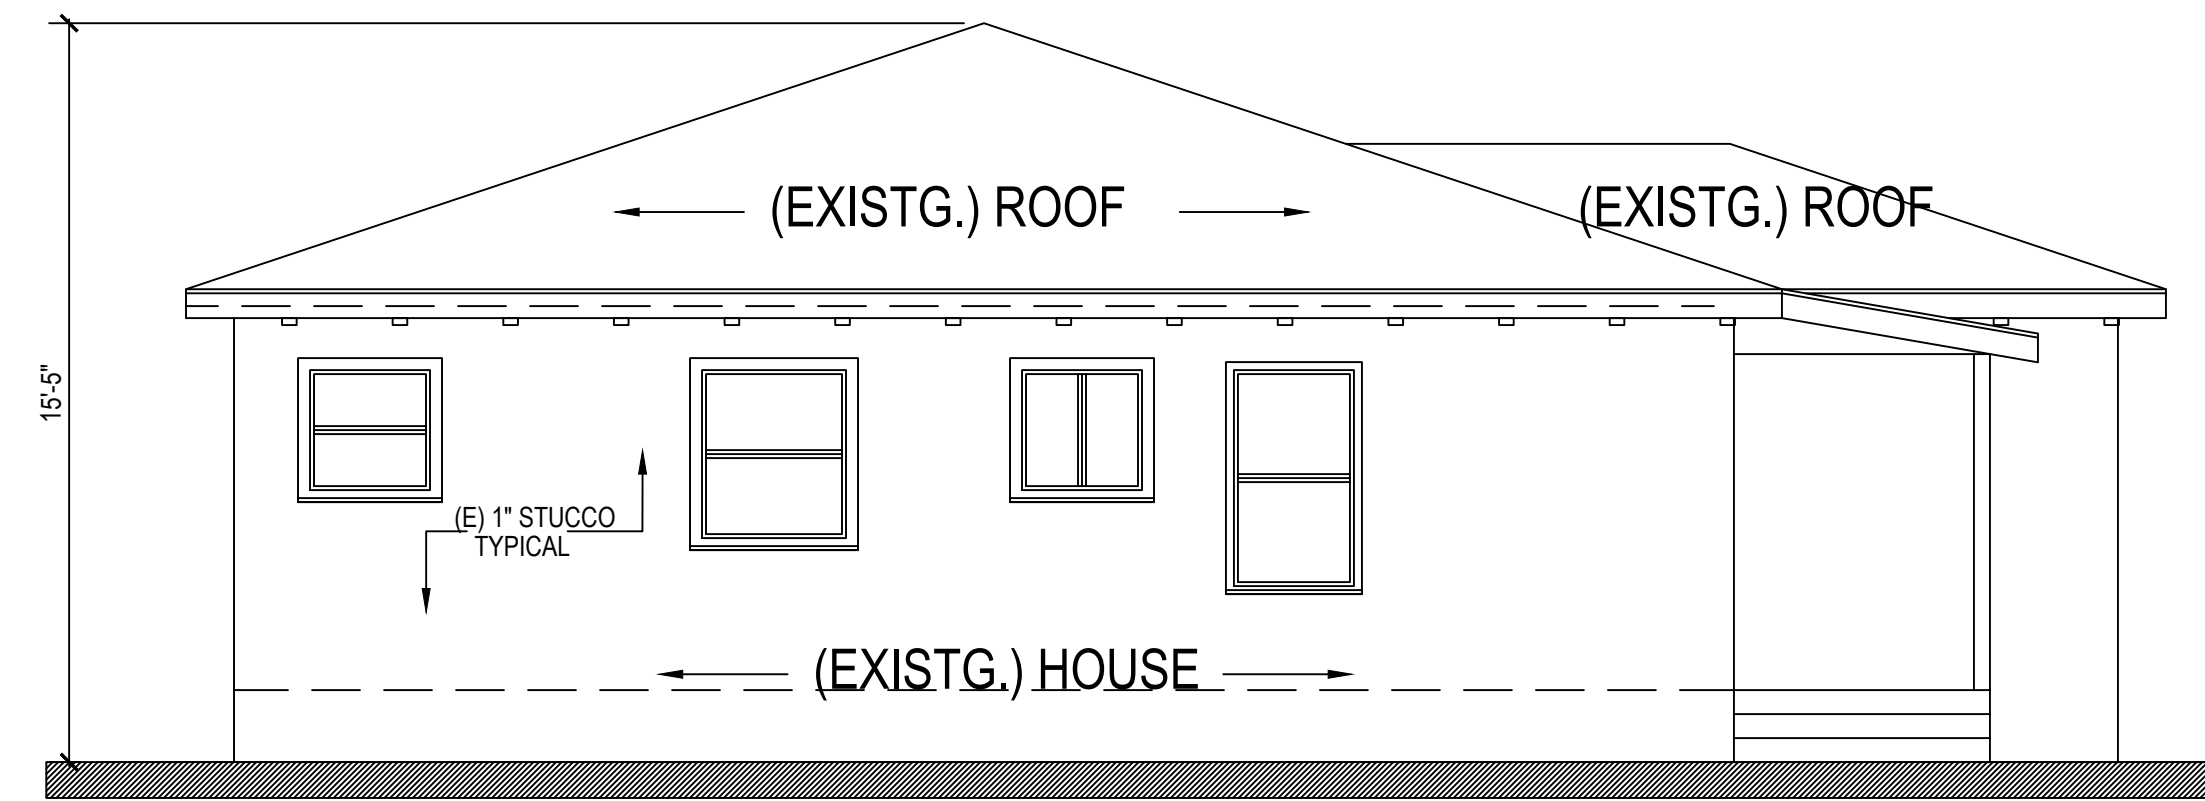 (EXISTG.) ROOF
(EXISTG.) ROOF
15'-5"
(E) 1" STUCCO
TYPICAL
(EXISTG.) HOUSE